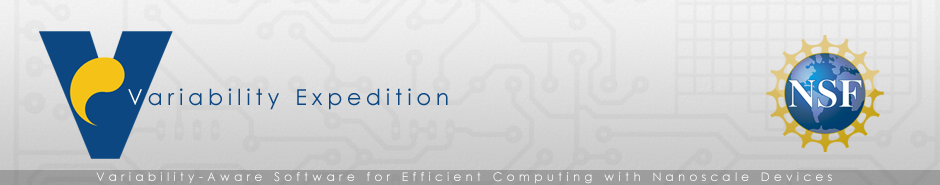 Variability Expedition
NSF
Variability-Aware Software for Efficient Computing with Nanoscale Devices